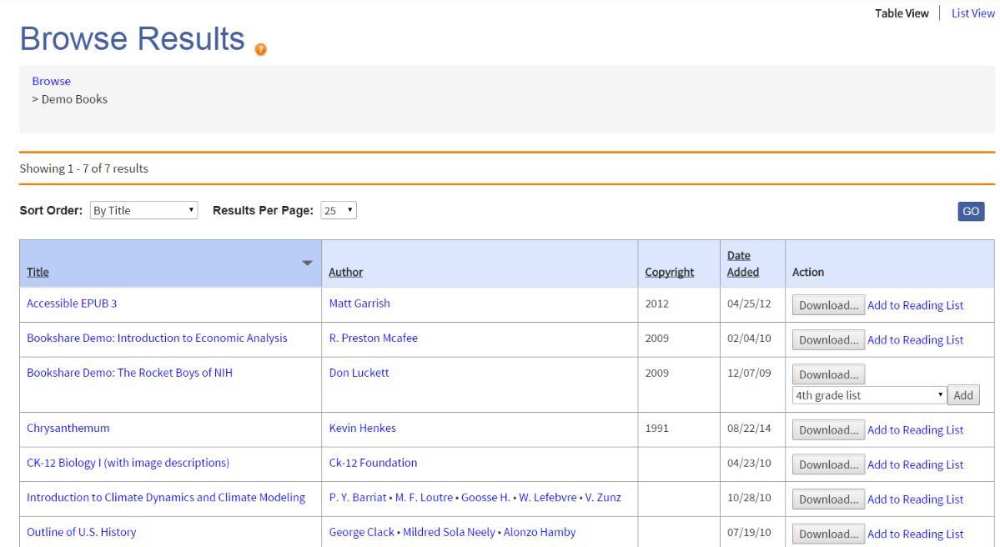 Table View | List View
Browse Results ?
Browse
> Demo Books
Showing 1 - 7 of 7 results
Sort Order: By Title Results Per Page: 25 GO
Title Author Copyright Date Added Action
Accessible EPUB 3 Matt Garrish 2012 04/25/12 Download... Add to Reading List
Bookshare Demo: Introduction to Economic Analysis R. Preston Mcafee 2009 02/04/10 Download... Add to Reading List
Bookshare Demo: The Rocket Boys of NIH Don Luckett 2009 12/07/09 Download...
4th grade list Add
Chrysanthemum Kevin Henkes 1991 08/22/14 Download... Add to Reading List
CK-12 Biology I (with image descriptions) Ck-12 Foundation 04/23/10 Download... Add to Reading List
Introduction to Climate Dynamics and Climate Modeling P. Y. Barriat • M. F. Loutre • Goosse H. • W. Lefebvre • V. Zunz 10/28/10 Download... Add to Reading List
Outline of U.S. History George Clack • Mildred Sola Neely • Alonzo Hamby 07/19/10 Download... Add to Reading List